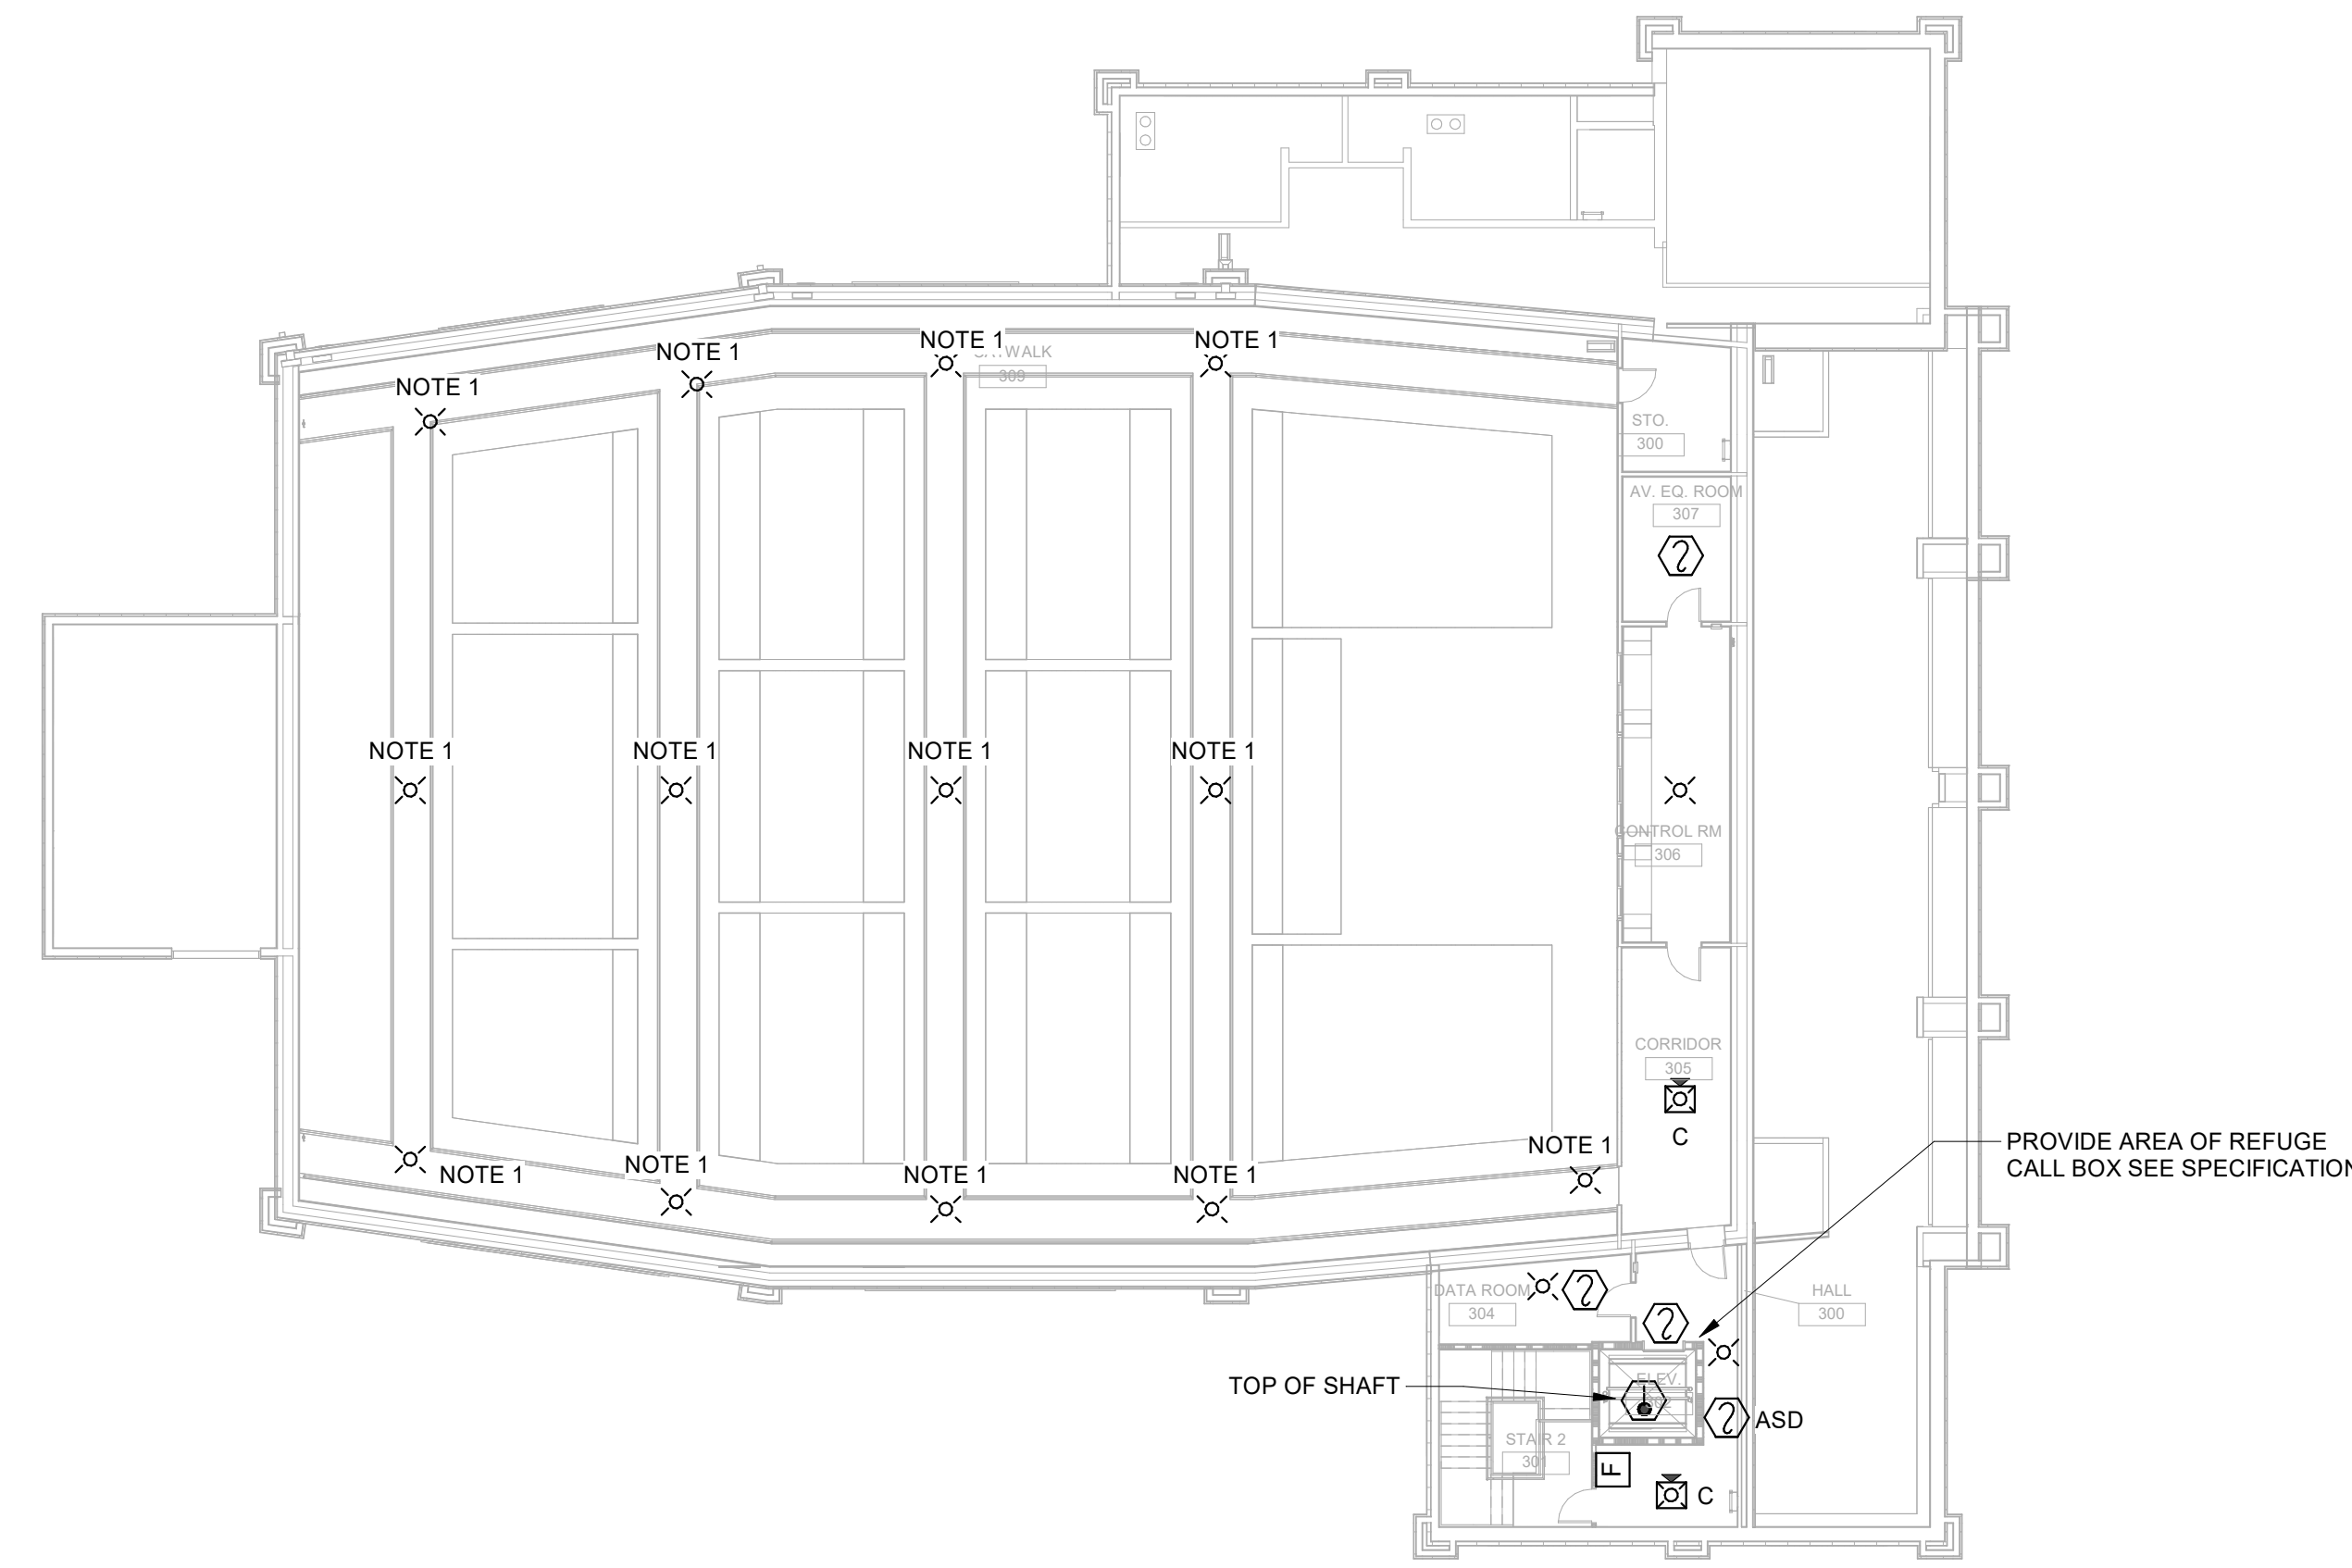 NOTE 1
NOTE 1
NOTE 1
NOTE 1
309
STO.
300
AV. EQ. ROOM
307
NOTE 1
NOTE 1
NOTE 1
NOTE 1
CONTROL RM
306
CORRIDOR
305
C
NOTE 1
NOTE 1
NOTE 1
NOTE 1
NOTE 1
PROVIDE AREA OF REFUGE
CALL BOX SEE SPECIFICATION
DATA ROOM
304
HALL
300
TOP OF SHAFT
ELEV.
ASD
STAIR 2
F
C